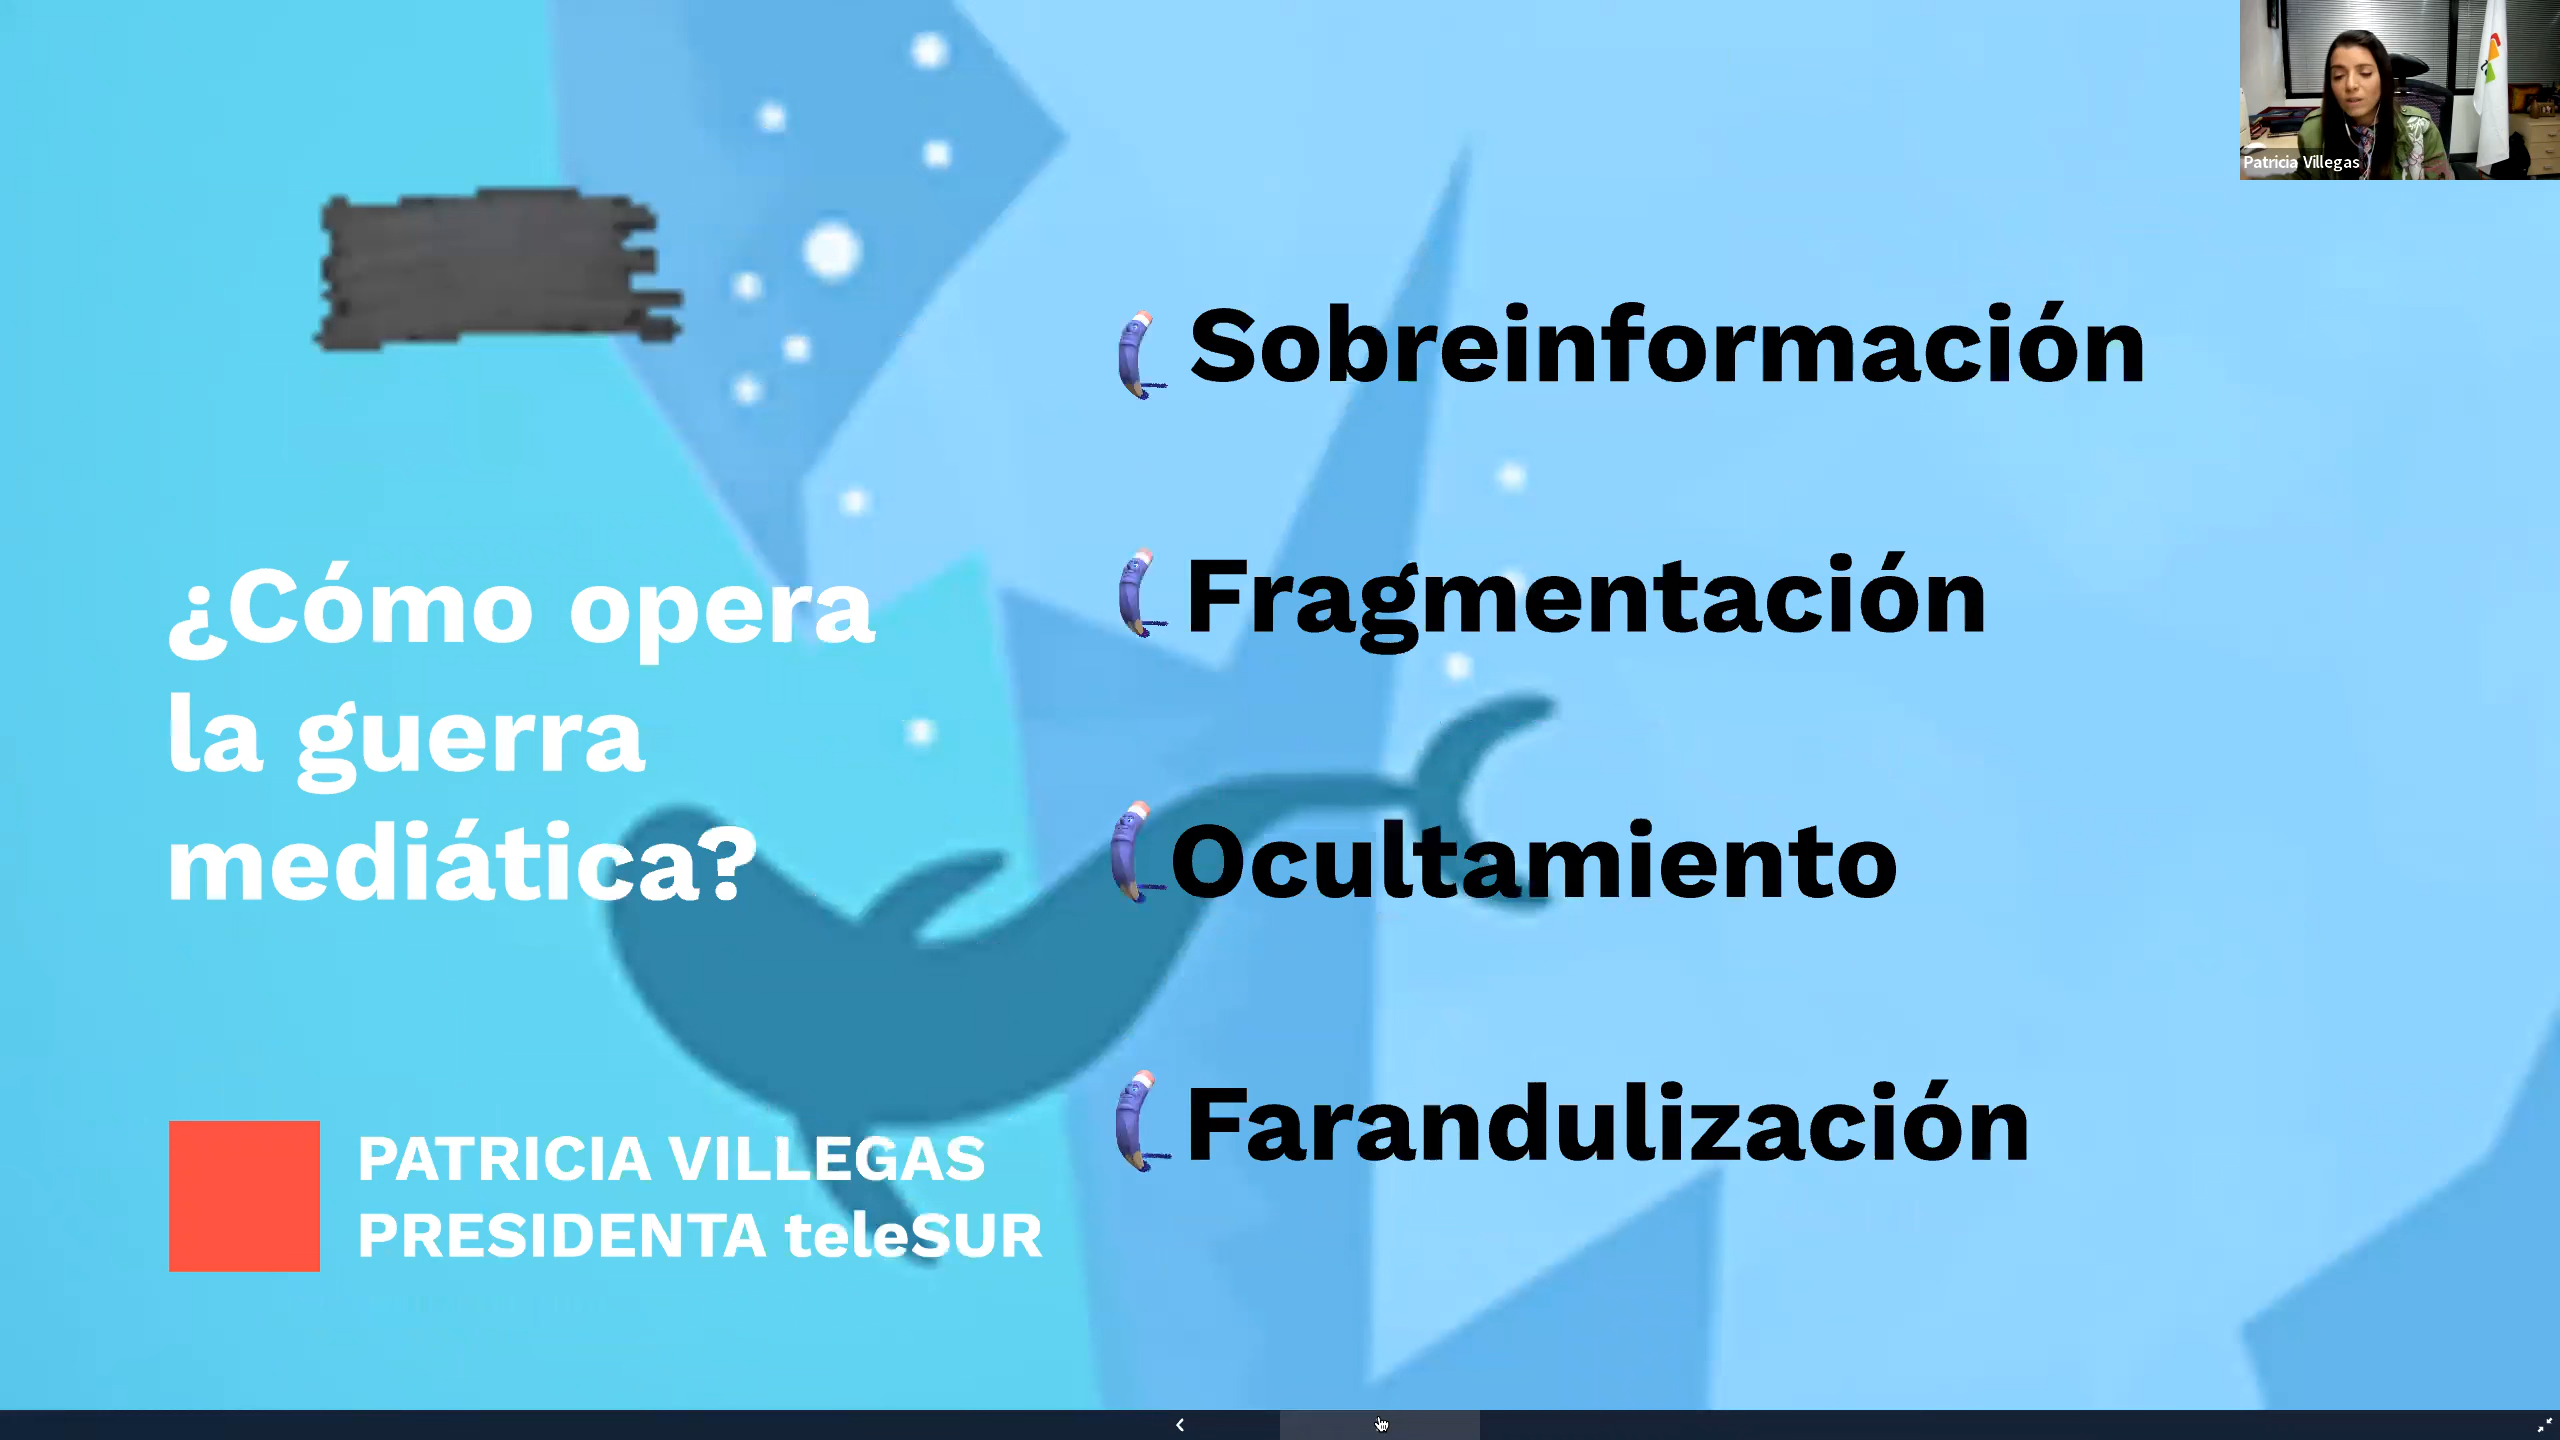 Patricia Villegas
¿Cómo opera
la guerra
mediática?
PATRICIA VILLEGAS
PRESIDENTA teleSUR
Sobreinformación
Fragmentación
Ocultamiento
Farandulización